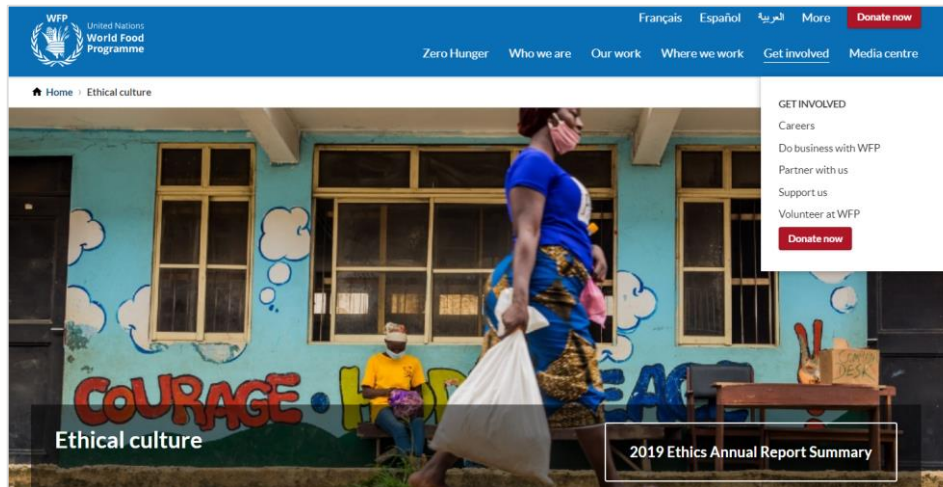 WFP
United Nations
World Food
Programme
Français Español العربية More Donate now
Zero Hunger Who we are Our work Where we work Get involved Media centre
Home › Ethical culture
GET INVOLVED
Careers
Do business with WFP
Partner with us
Support us
Volunteer at WFP
Donate now
COURAGE
DESK
Ethical culture
2019 Ethics Annual Report Summary